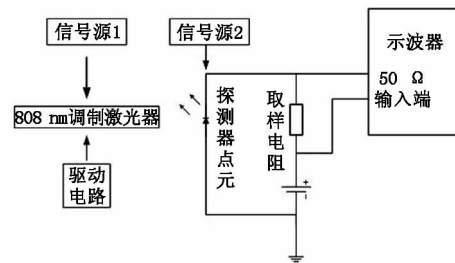 信号源1
信号源2
808 nm调制激光器
驱动
电路
探测器点元
取样电阻
示波器
50 Ω
输入端
+
-